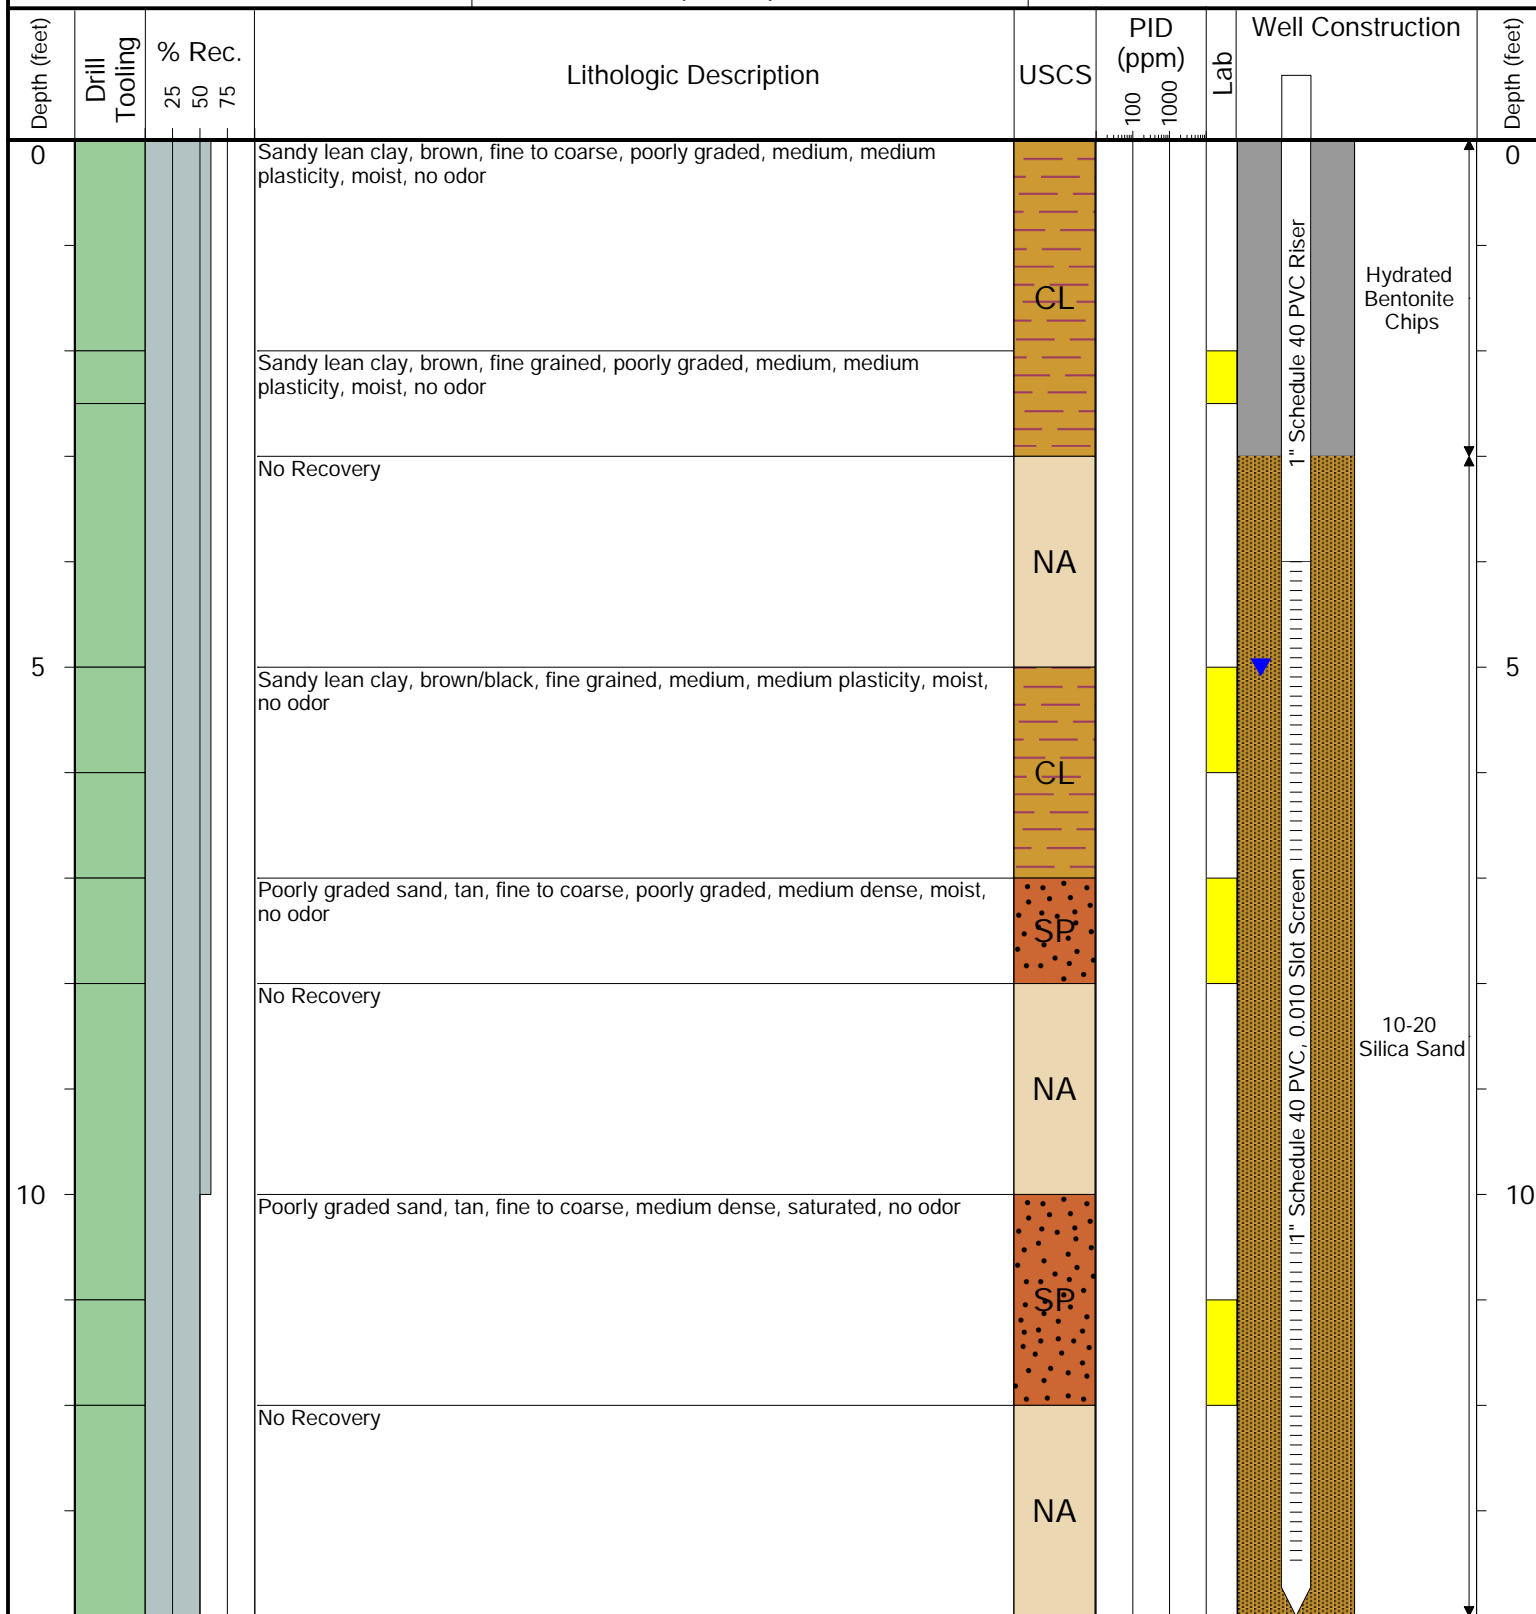 Depth (feet)
Drill
Tooling
% Rec.
25
50
75
Lithologic Description
USCS
PID
(ppm)
100
1000
Lab
Well Construction
Depth (feet)
0
Sandy lean clay, brown, fine to coarse, poorly graded, medium, medium
plasticity, moist, no odor
0
CL
1" Schedule 40 PVC Riser
Hydrated
Bentonite
Chips
Sandy lean clay, brown, fine grained, poorly graded, medium, medium
plasticity, moist, no odor
No Recovery
NA
5
Sandy lean clay, brown/black, fine grained, medium, medium plasticity, moist,
no odor
5
CL
Poorly graded sand, tan, fine to coarse, poorly graded, medium dense, moist,
no odor
SP
No Recovery
1" Schedule 40 PVC, 0.010 Slot Screen
10-20
Silica Sand
NA
10
Poorly graded sand, tan, fine to coarse, medium dense, saturated, no odor
10
SP
No Recovery
NA